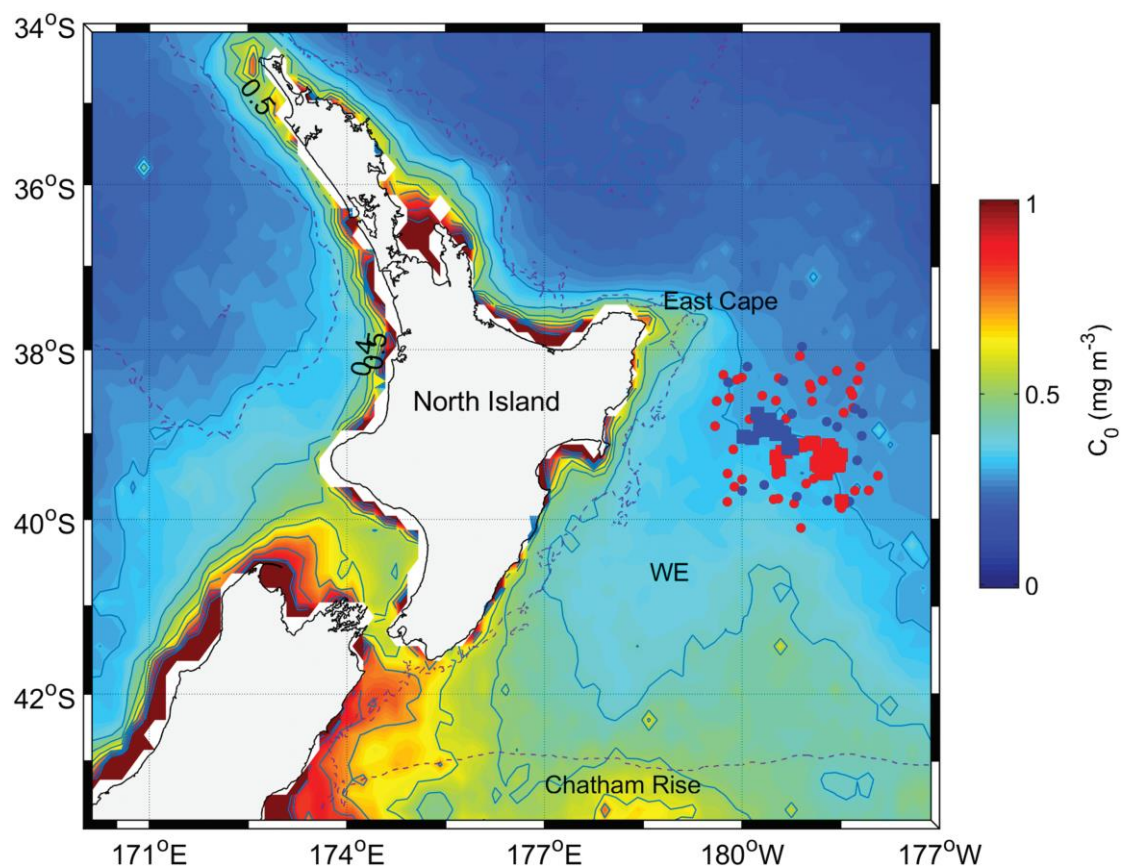 34°S
36°S
38°S
40°S
42°S
171°E
174°E
177°E
180°W
177°W
0.5
0.4
0.5
East Cape
North Island
WE
Chatham Rise
1
0.5
0
C₀ (mg m⁻³)